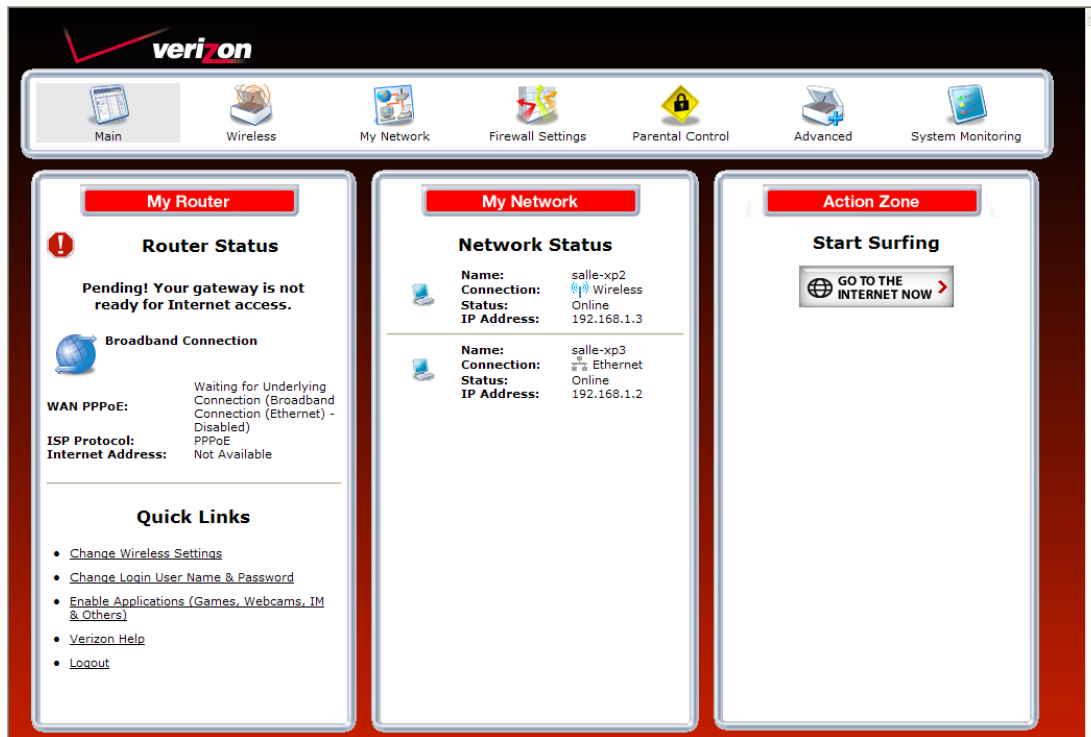 verizon
Main
Wireless
My Network
Firewall Settings
Parental Control
Advanced
System Monitoring
My Router
Router Status
Pending! Your gateway is not
ready for Internet access.
Broadband Connection
WAN PPPoE:
Waiting for Underlying
Connection (Broadband
Connection (Ethernet) -
Disabled)
ISP Protocol: PPPoE
Internet Address: Not Available
Quick Links
Change Wireless Settings
Change Login User Name & Password
Enable Applications (Games, Webcams, IM
& Others)
Verizon Help
Logout
My Network
Network Status
Name: salle-xp2
Connection: Wireless
Status: Online
IP Address: 192.168.1.3
Name: salle-xp3
Connection: Ethernet
Status: Online
IP Address: 192.168.1.2
Action Zone
Start Surfing
GO TO THE
INTERNET NOW